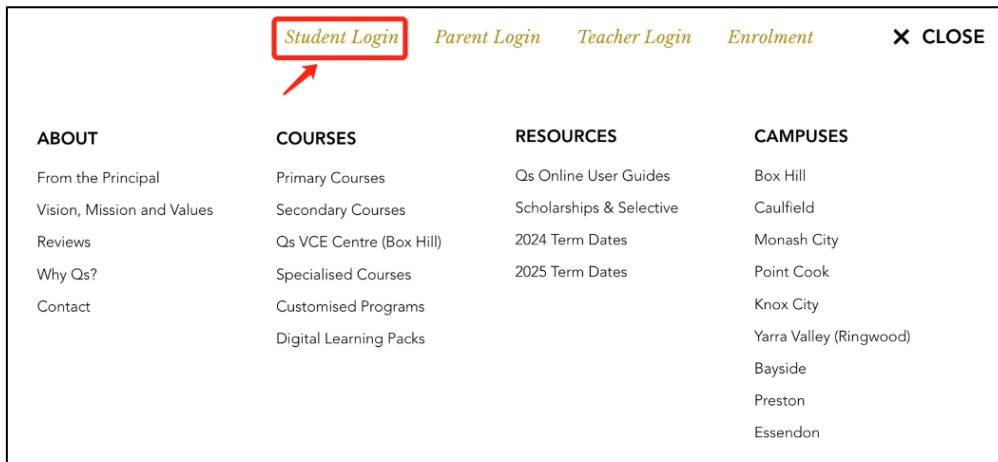 Student Login Parent Login Teacher Login Enrolment X CLOSE
ABOUT
From the Principal
Vision, Mission and Values
Reviews
Why Qs?
Contact
COURSES
Primary Courses
Secondary Courses
Qs VCE Centre (Box Hill)
Specialised Courses
Customised Programs
Digital Learning Packs
RESOURCES
Qs Online User Guides
Scholarships & Selective
2024 Term Dates
2025 Term Dates
CAMPUSES
Box Hill
Caulfield
Monash City
Point Cook
Knox City
Yarra Valley (Ringwood)
Bayside
Preston
Essendon